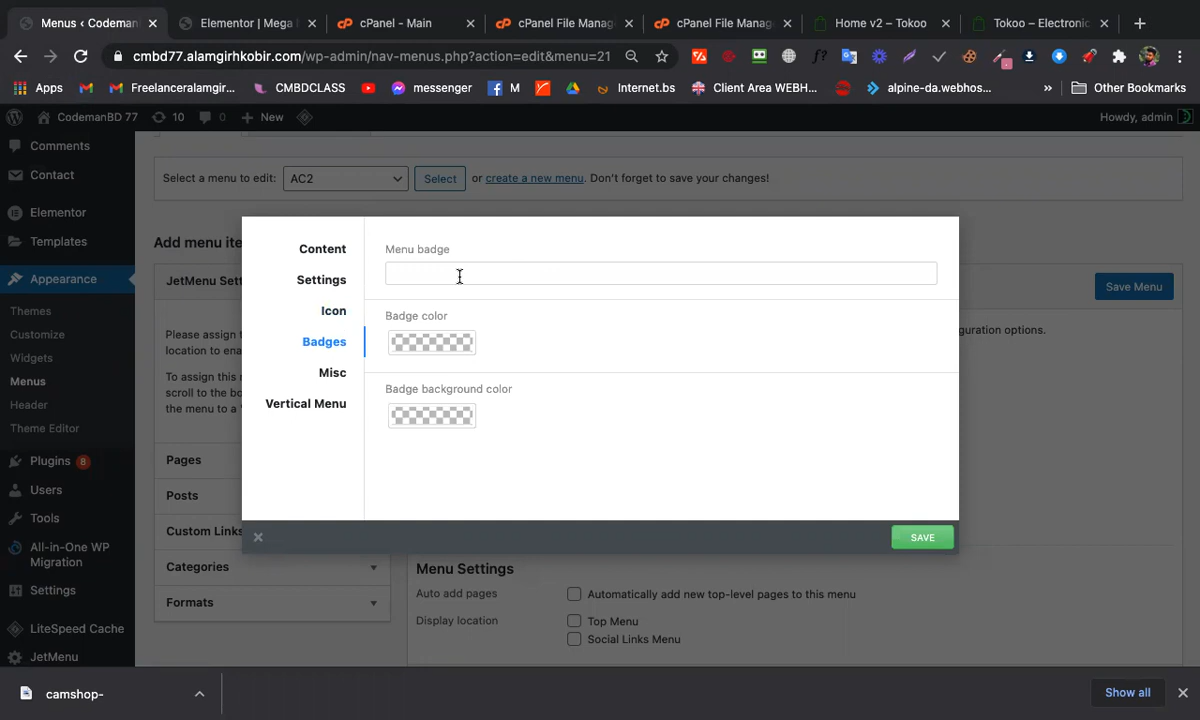 Menus ‹ Codeman
Elementor | Mega
cPanel - Main
cPanel File Manag
cPanel File Manag
Home v2 – Tokoo
Tokoo – Electronic
cmbd77.alamgirhkobir.com/wp-admin/nav-menus.php?action=edit&menu=21
Apps
Freelanceralamgir...
CMBDCLASS
messenger
M
Internet.bs
Client Area WEBH...
alpine-da.webhos...
»
Other Bookmarks
CodemanBD 77
10
0
New
Howdy, admin
Comments
Contact
Elementor
Templates
Appearance
Themes
Customize
Widgets
Menus
Header
Theme Editor
Plugins 8
Users
Tools
All-in-One WP
Migration
Settings
LiteSpeed Cache
JetMenu
Select a menu to edit:
AC2
Select
or create a new menu. Don't forget to save your changes!
Add menu ite
JetMenu Sett
Please assign t
location to ena
To assign this
scroll to the bo
the menu to a
Pages
Posts
Custom Links
Categories
Formats
Save Menu
guration options.
Content
Settings
Icon
Badges
Misc
Vertical Menu
Menu badge
Badge color
Badge background color
SAVE
Menu Settings
Auto add pages
Automatically add new top-level pages to this menu
Display location
Top Menu
Social Links Menu
camshop-
Show all